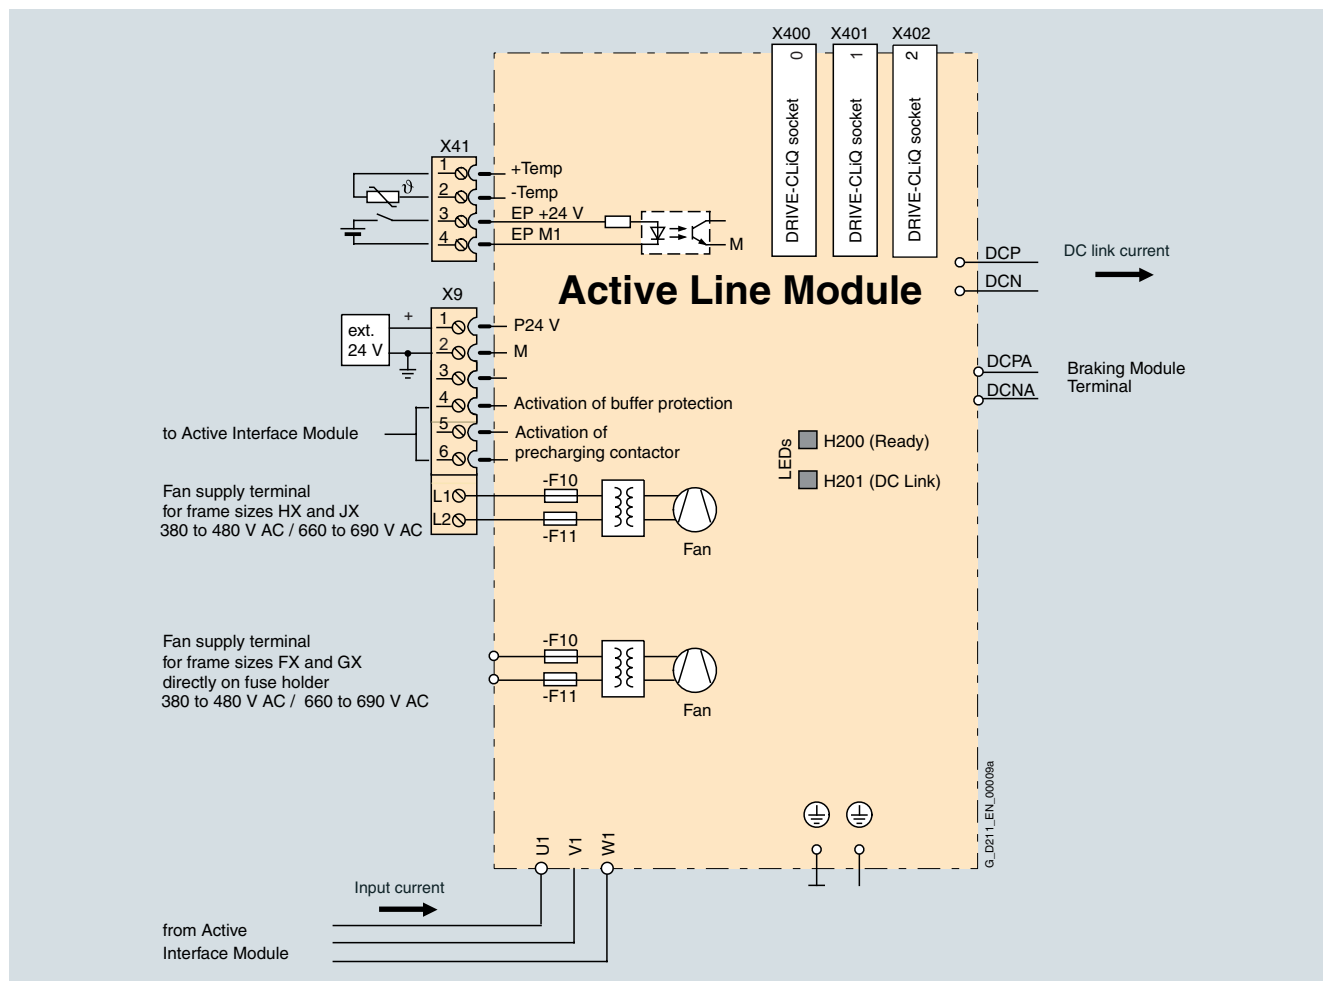 X400 X401 X402
0 1 2
DRIVE-CLiQ socket
DRIVE-CLiQ socket
DRIVE-CLiQ socket
X41
1 +Temp
ϑ
2 -Temp
3 EP +24 V
4 EP M1
M
Active Line Module
DCP
DCN
DC link current
X9
ext.
24 V
+
1 P24 V
2 M
3
4 Activation of buffer protection
5 Activation of
6 precharging contactor
to Active Interface Module
DCPA
DCNA
Braking Module
Terminal
LEDs
H200 (Ready)
H201 (DC Link)
Fan supply terminal
for frame sizes HX and JX
380 to 480 V AC / 660 to 690 V AC
L1
L2
-F10
-F11
Fan
Fan supply terminal
for frame sizes FX and GX
directly on fuse holder
380 to 480 V AC / 660 to 690 V AC
-F10
-F11
Fan
G_D211_EN_00009a
U1 V1 W1
Input current
from Active
Interface Module